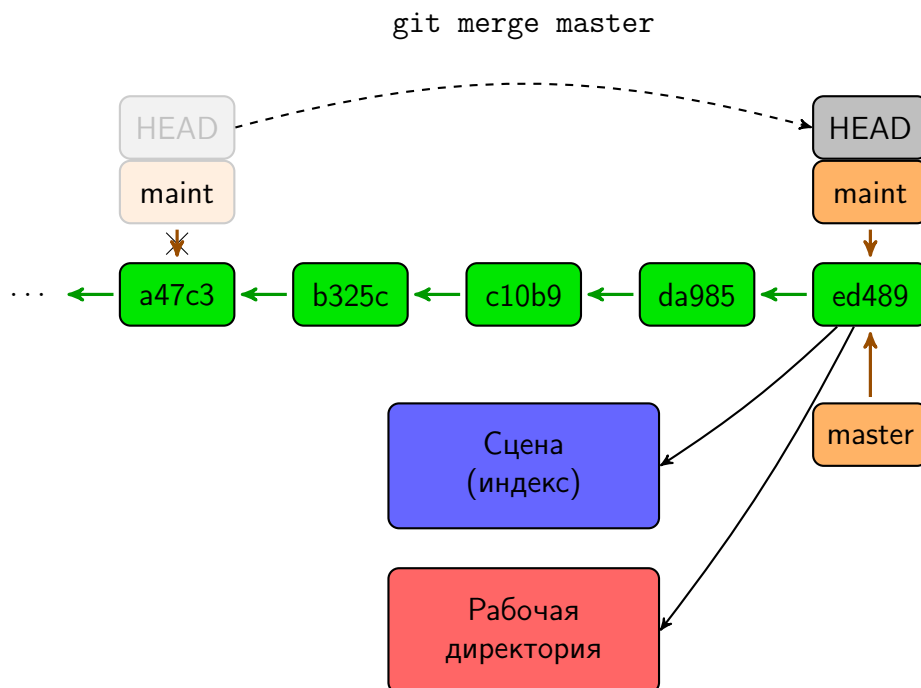 git merge master
HEAD
HEAD
maint
maint
...
a47c3
b325c
c10b9
da985
ed489
master
Сцена
(индекс)
Рабочая
директория